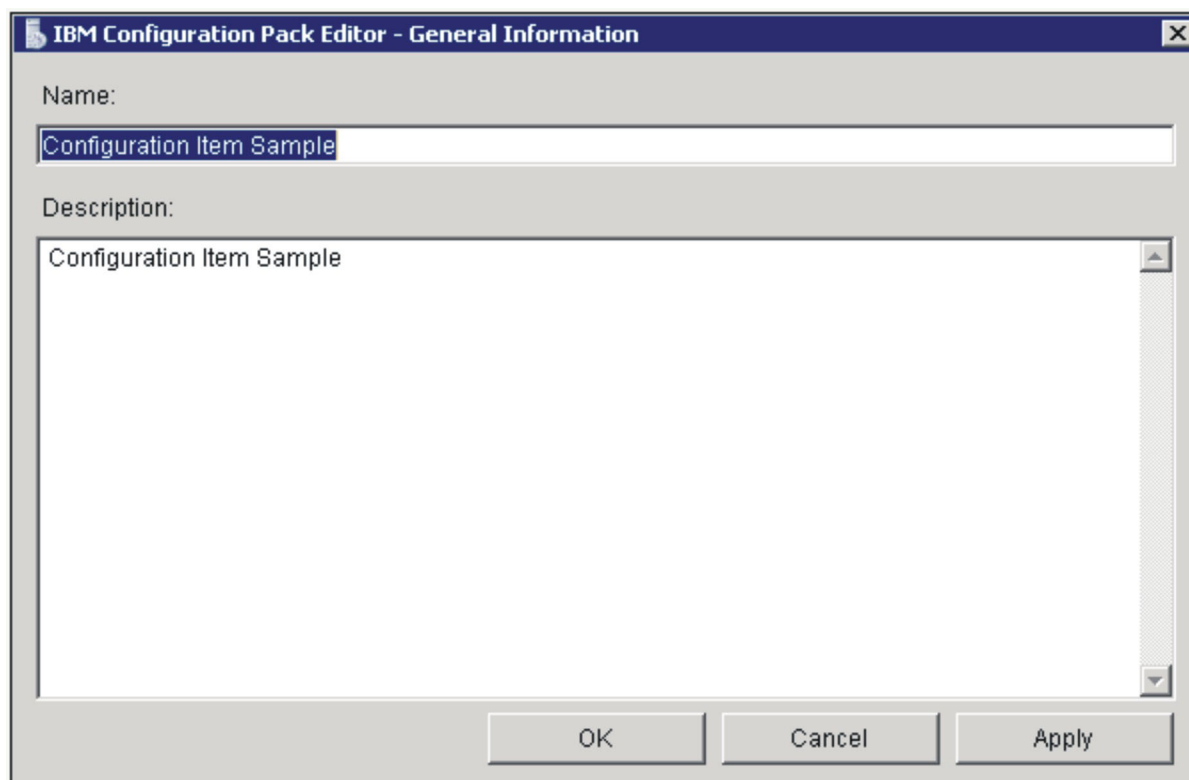 IBM Configuration Pack Editor - General Information
Name:
Configuration Item Sample
Description:
Configuration Item Sample
OK
Cancel
Apply